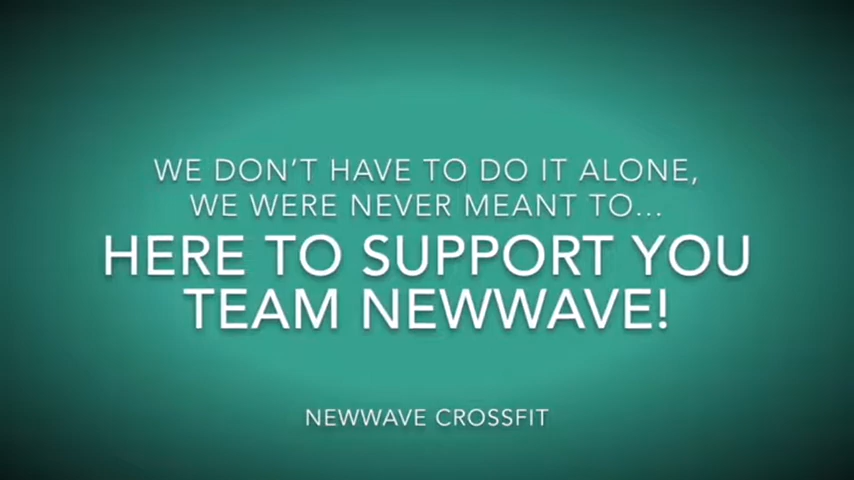 WE DON’T HAVE TO DO IT ALONE,
WE WERE NEVER MEANT TO...
HERE TO SUPPORT YOU
TEAM NEWWAVE!
NEWWAVE CROSSFIT